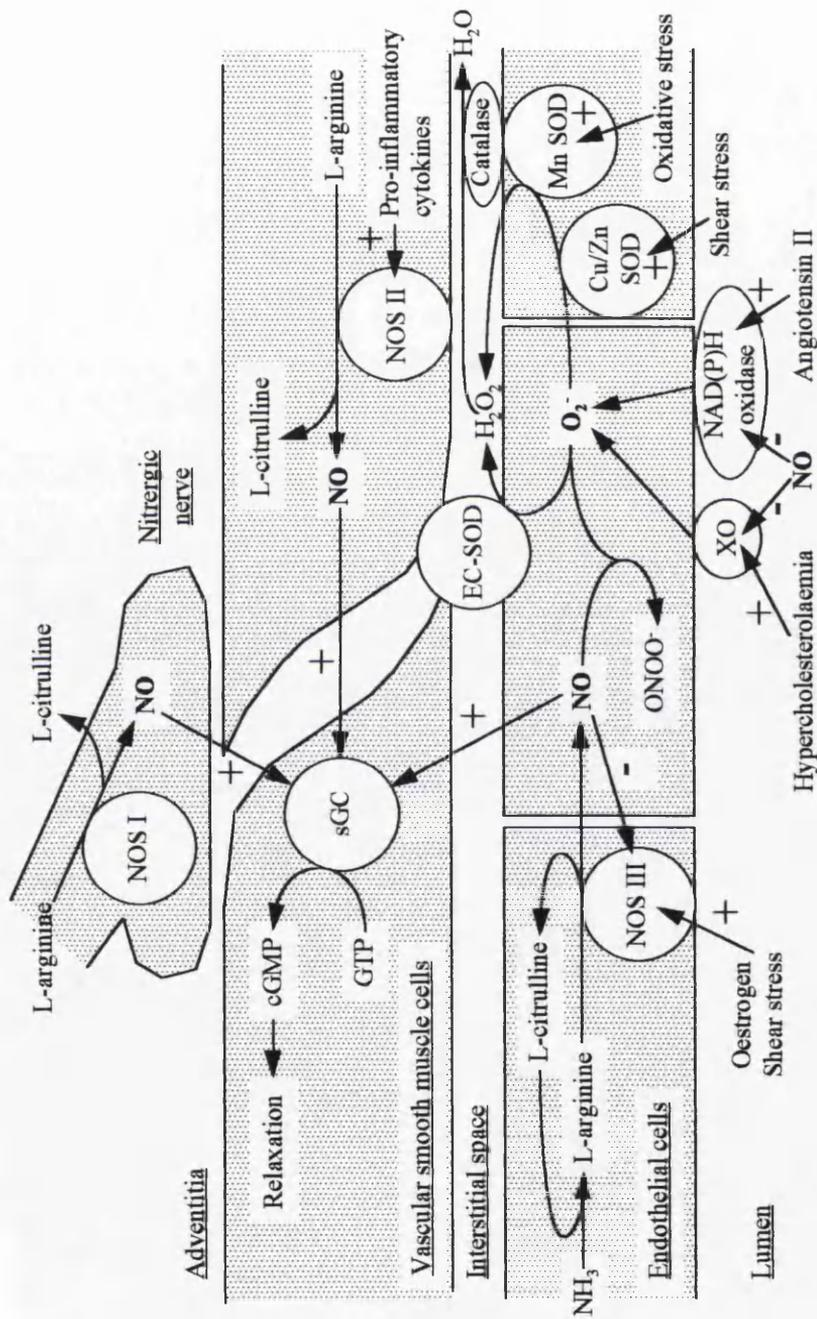 L-arginine
L-citrulline
NOS I
NO
Nitrergic
nerve
Adventitia
+
Relaxation
cGMP
GTP
sGC
+
NO
L-citrulline
NOS II
+
L-arginine
Pro-inflammatory
cytokines
Vascular smooth muscle cells
Interstitial space
+
EC-SOD
H₂O₂
Catalase
H₂O
NH₃
L-arginine
L-citrulline
NOS III
Endothelial cells
-
NO
ONOO⁻
O₂⁻
Cu/Zn
SOD
+
Mn SOD
+
Oxidative stress
Shear stress
XO
NAD(P)H
oxidase
+
Oestrogen
Shear stress
+
Hypercholesterolaemia
-
NO
-
+
Angiotensin II
Lumen